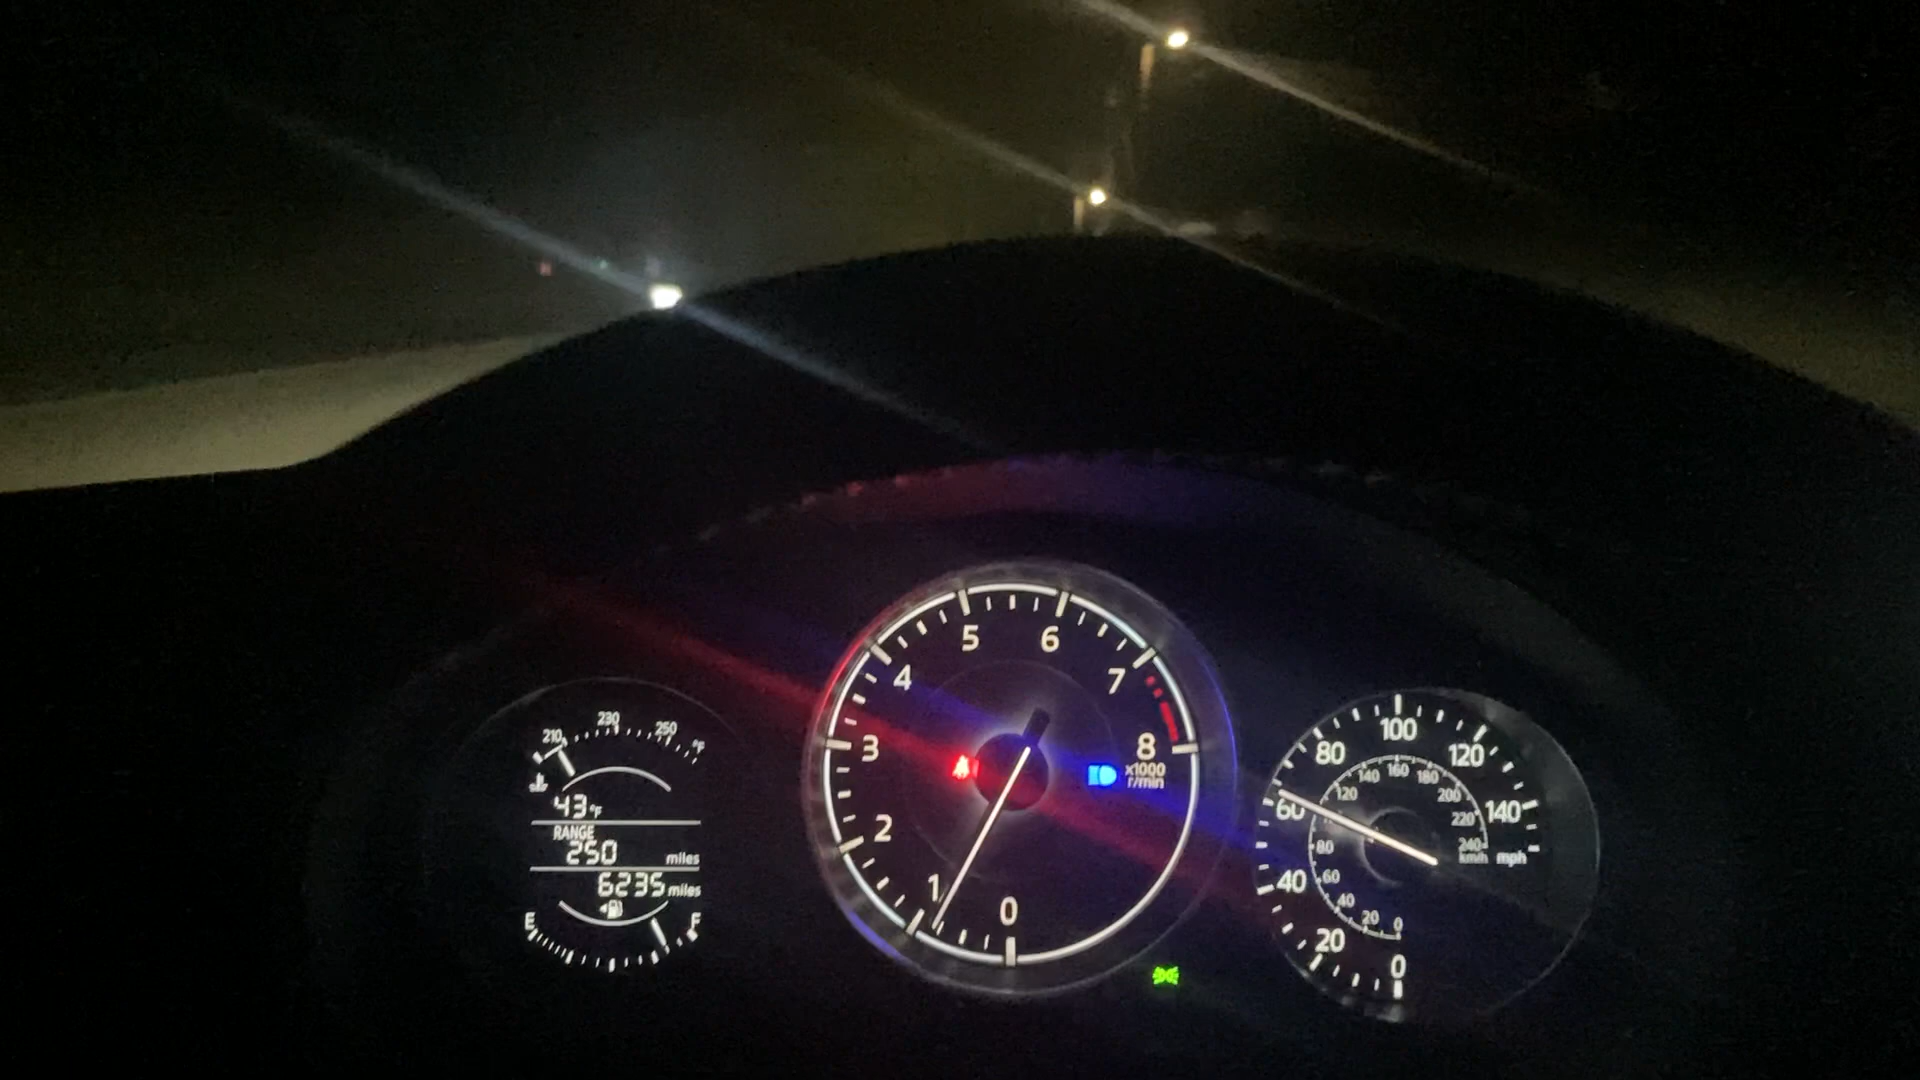 210 230 250 °F
43°F
RANGE
250 miles
6235 miles
E F
0 1 2 3 4 5 6 7 8
x1000
r/min
0 20 40 60 80 100 120 140
mph
0 20 40 60 80 120 140 160 180 200 220 240
km/h